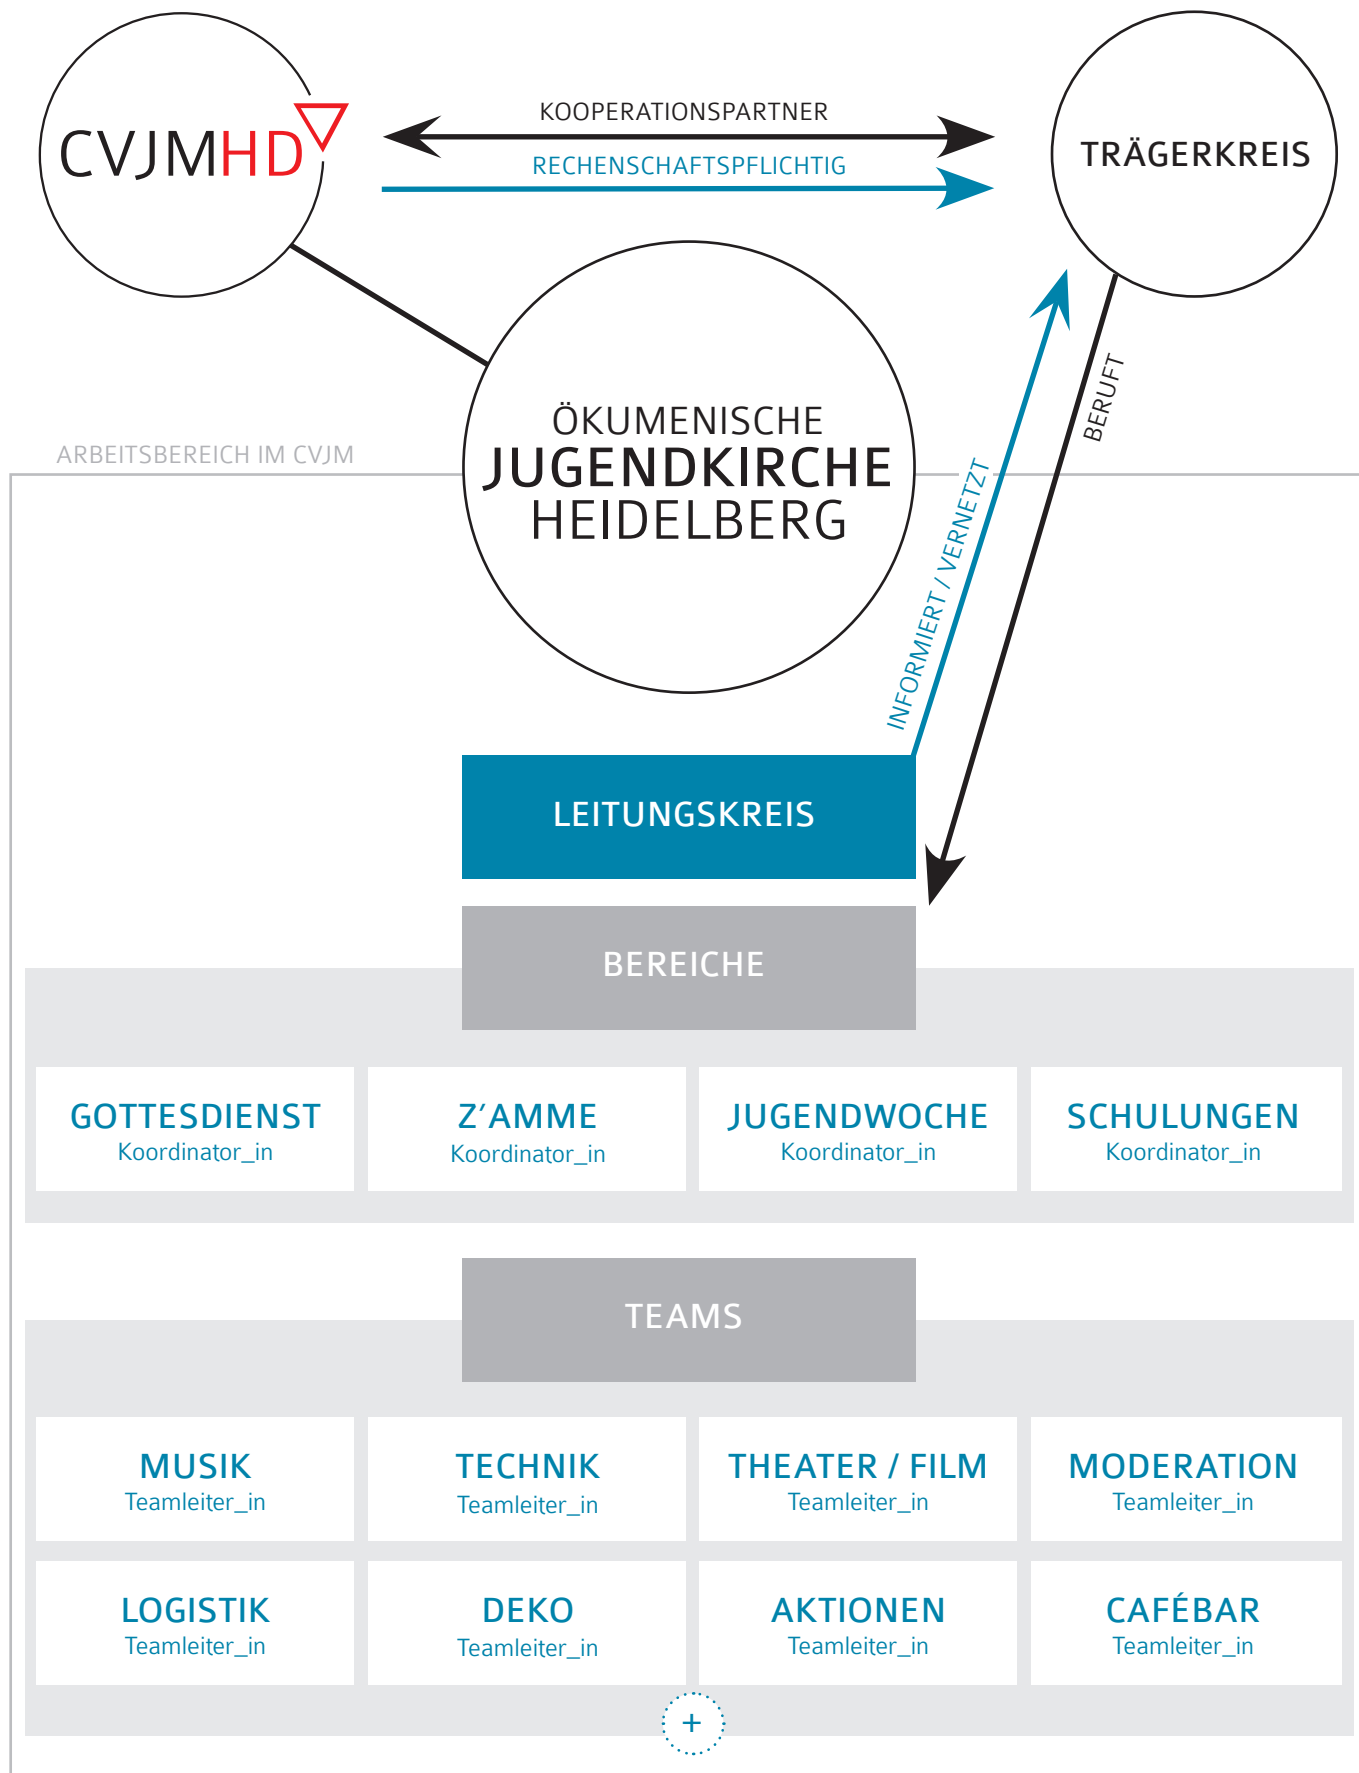 CVJMHD
KOOPERATIONSPARTNER
RECHENSCHAFTSPFLICHTIG
TRÄGERKREIS
ÖKUMENISCHE
JUGENDKIRCHE
HEIDELBERG
ARBEITSBEREICH IM CVJM
INFORMIERT / VERNETZT
BERUFT
LEITUNGSKREIS
BEREICHE
GOTTESDIENST
Koordinator_in
Z'AMME
Koordinator_in
JUGENDWOCHE
Koordinator_in
SCHULUNGEN
Koordinator_in
TEAMS
MUSIK
Teamleiter_in
TECHNIK
Teamleiter_in
THEATER / FILM
Teamleiter_in
MODERATION
Teamleiter_in
LOGISTIK
Teamleiter_in
DEKO
Teamleiter_in
AKTIONEN
Teamleiter_in
CAFÉBAR
Teamleiter_in
+